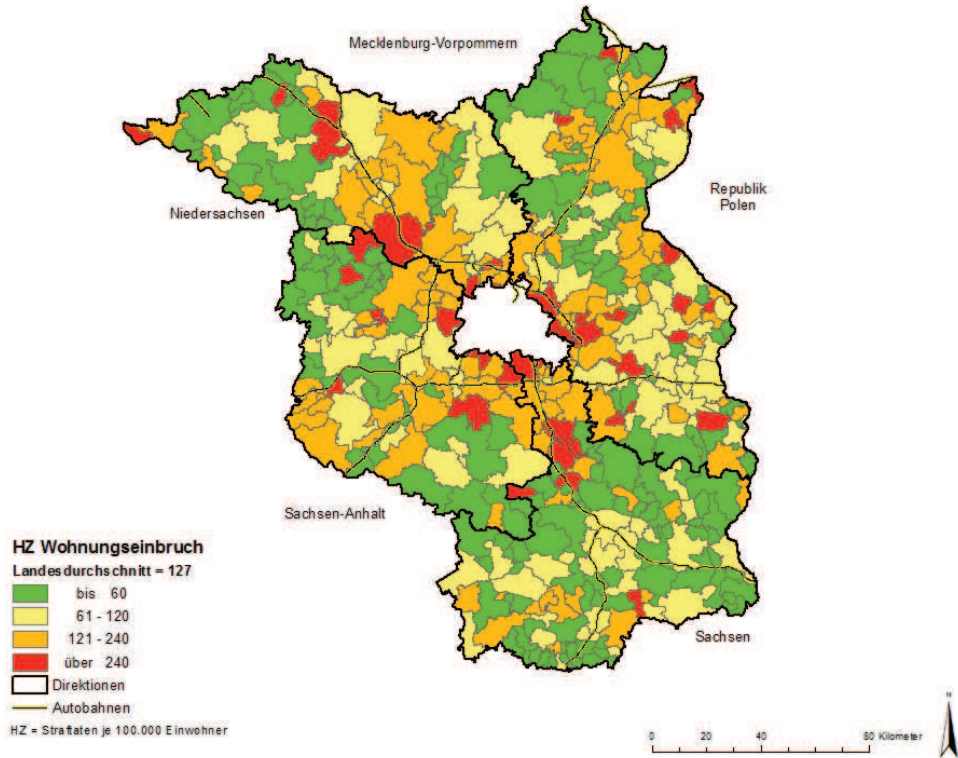 Mecklenburg-Vorpommern
Republik
Polen
Niedersachsen
Sachsen-Anhalt
Sachsen
HZ Wohnungseinbruch
Landesdurchschnitt = 127
bis 60
61 - 120
121 - 240
über 240
Direktionen
Autobahnen
HZ = Straftaten je 100.000 Einwohner
N
0 20 40 80 Kilometer